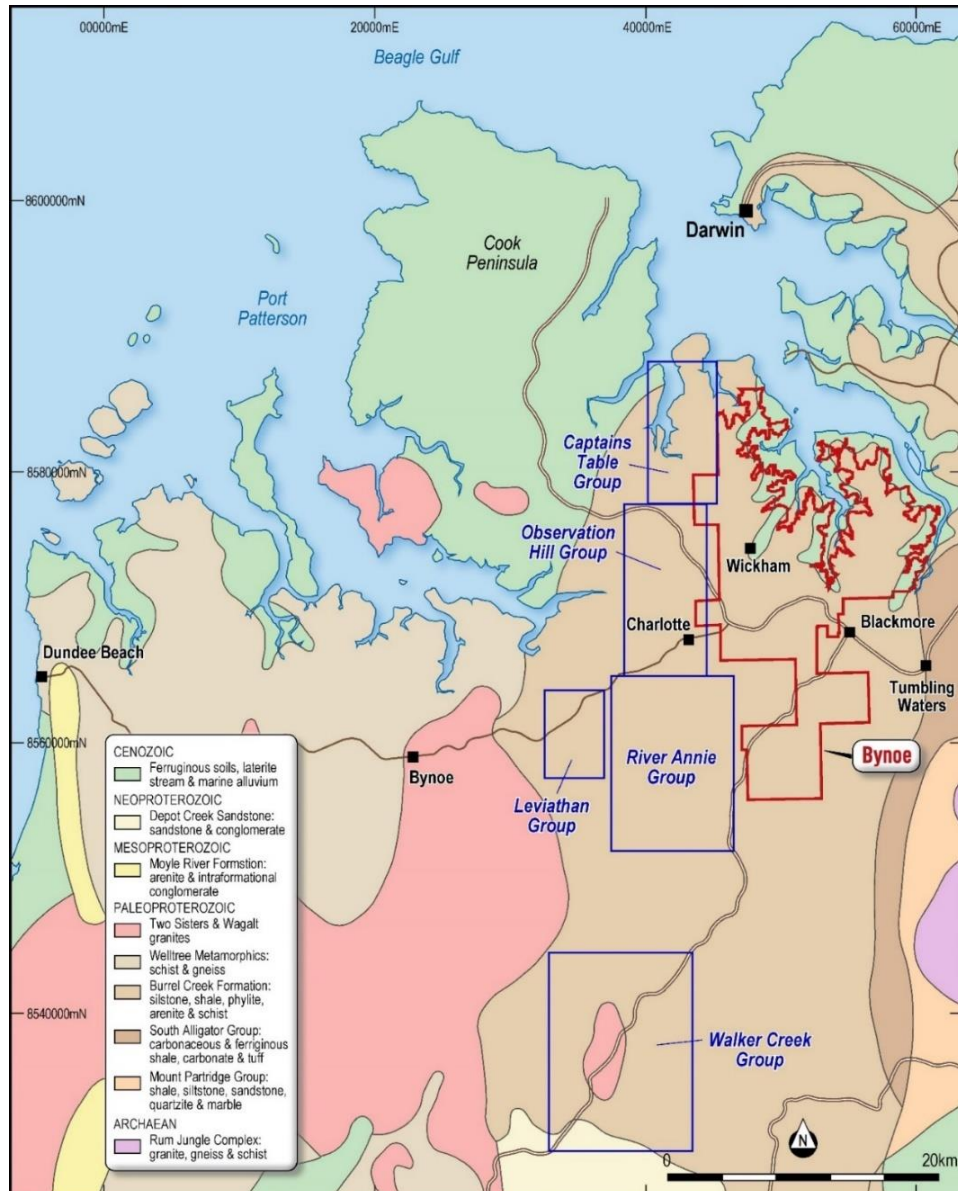 00000mE
20000mE
40000mE
60000mE
Beagle Gulf
8600000mN
Darwin
Cook
Peninsula
Port
Patterson
Captains
Table
Group
8580000mN
Observation
Hill Group
Wickham
Charlotte
Blackmore
Dundee Beach
Tumbling
Waters
8560000mN
Bynoe
River Annie
Group
Bynoe
Leviathan
Group
CENOZOIC
Ferruginous soils, laterite
stream & marine alluvium
NEOPROTEROZOIC
Depot Creek Sandstone:
sandstone & conglomerate
MESOPROTEROZOIC
Moyle River Formstion:
arenite & intraformational
conglomerate
PALEOPROTEROZOIC
Two Sisters & Wagalt
granites
Welltree Metamorphics:
schist & gneiss
Burrel Creek Formation:
silstone, shale, phylite,
arenite & schist
South Alligator Group:
carbonaceous & ferriginous
shale, carbonate & tuff
Mount Partridge Group:
shale, siltstone, sandstone,
quartzite & marble
ARCHAEAN
Rum Jungle Complex:
granite, gneiss & schist
8540000mN
Walker Creek
Group
N
0
20km